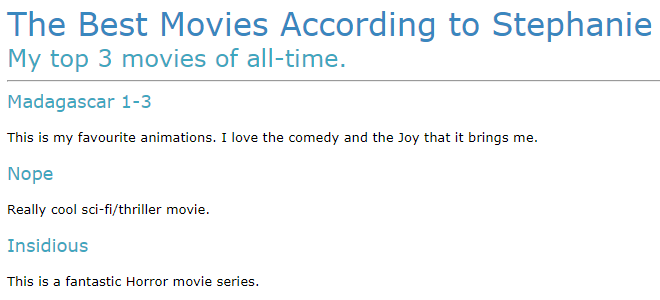 The Best Movies According to Stephanie
My top 3 movies of all-time.
Madagascar 1-3
This is my favourite animations. I love the comedy and the Joy that it brings me.
Nope
Really cool sci-fi/thriller movie.
Insidious
This is a fantastic Horror movie series.